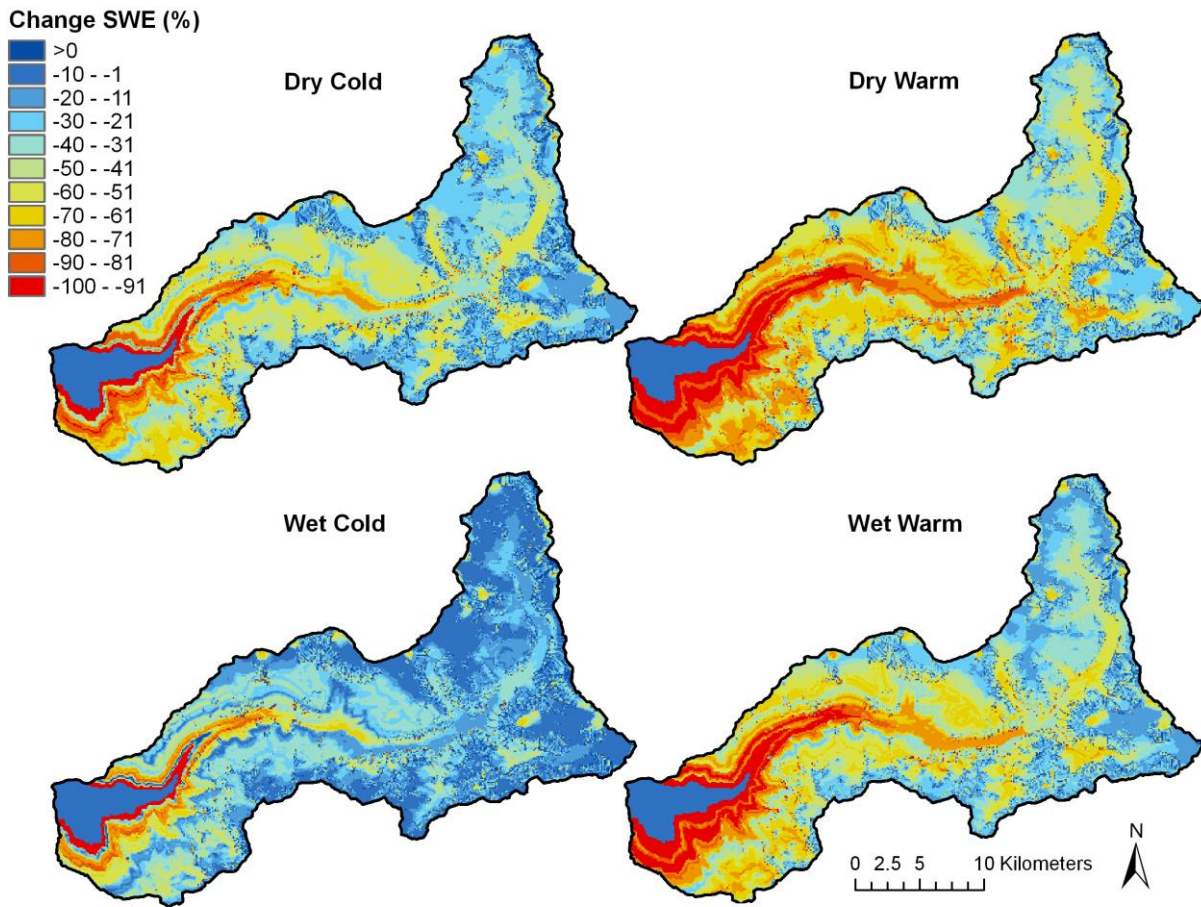 Change SWE (%)
>0
-10 - -1
-20 - -11
-30 - -21
-40 - -31
-50 - -41
-60 - -51
-70 - -61
-80 - -71
-90 - -81
-100 - -91
Dry Cold
Dry Warm
Wet Cold
Wet Warm
0 2.5 5 10 Kilometers
N